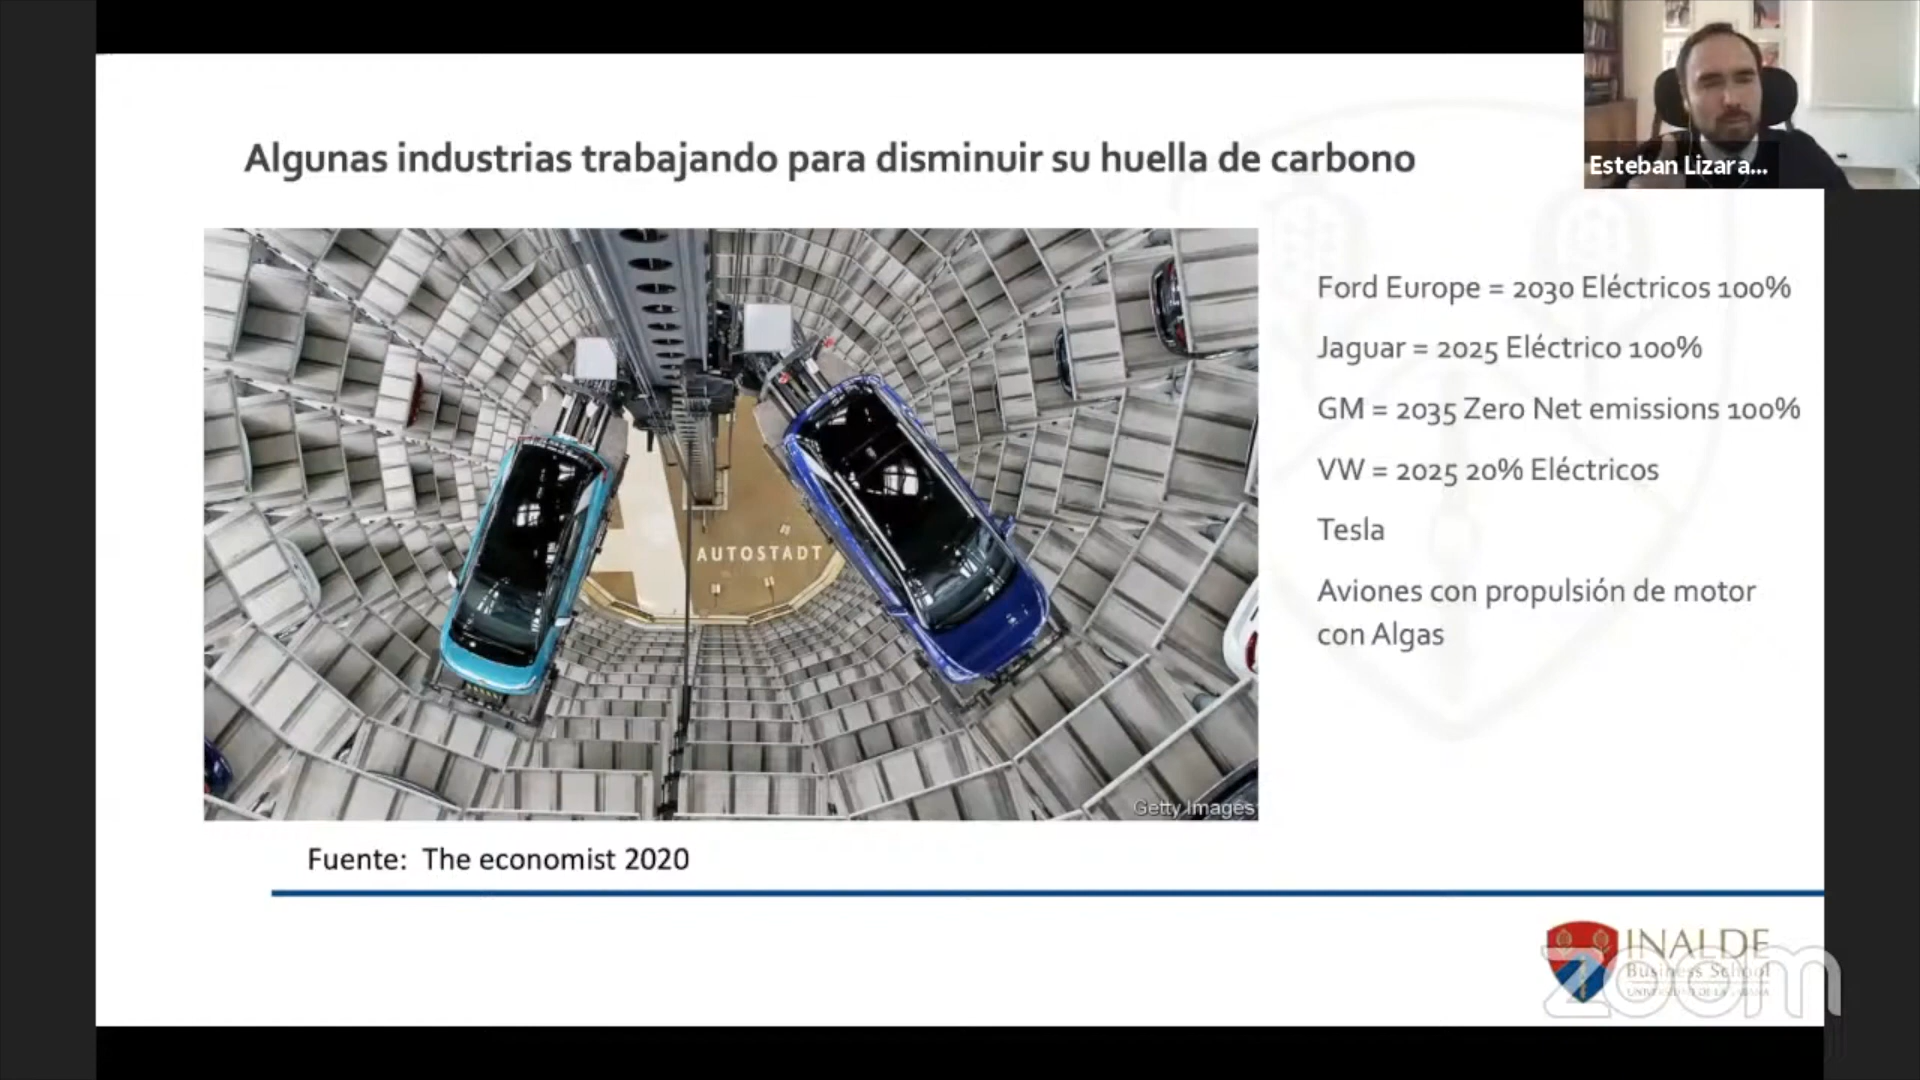 Algunas industrias trabajando para disminuir su huella de carbono
Esteban Lizara...
Ford Europe = 2030 Eléctricos 100%
Jaguar = 2025 Eléctrico 100%
GM = 2035 Zero Net emissions 100%
VW = 2025 20% Eléctricos
Tesla
Aviones con propulsión de motor
con Algas
AUTOSTADT
Getty Images
Fuente: The economist 2020
INALDE
Business School
zoom